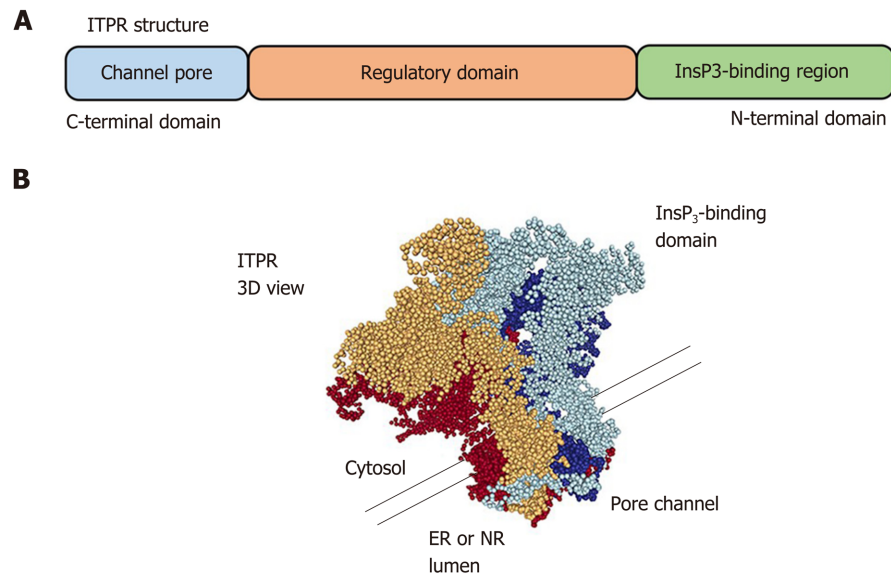 A
ITPR structure
Channel pore
Regulatory domain
InsP3-binding region
C-terminal domain
N-terminal domain
B
InsP₃-binding
domain
ITPR
3D view
Cytosol
Pore channel
ER or NR
lumen